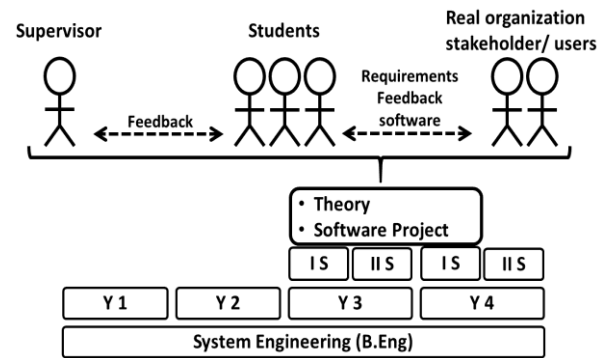 Supervisor
Students
Real organization
stakeholder/ users
Feedback
Requirements
Feedback
software
• Theory
• Software Project
I S
II S
I S
II S
Y 1
Y 2
Y 3
Y 4
System Engineering (B.Eng)